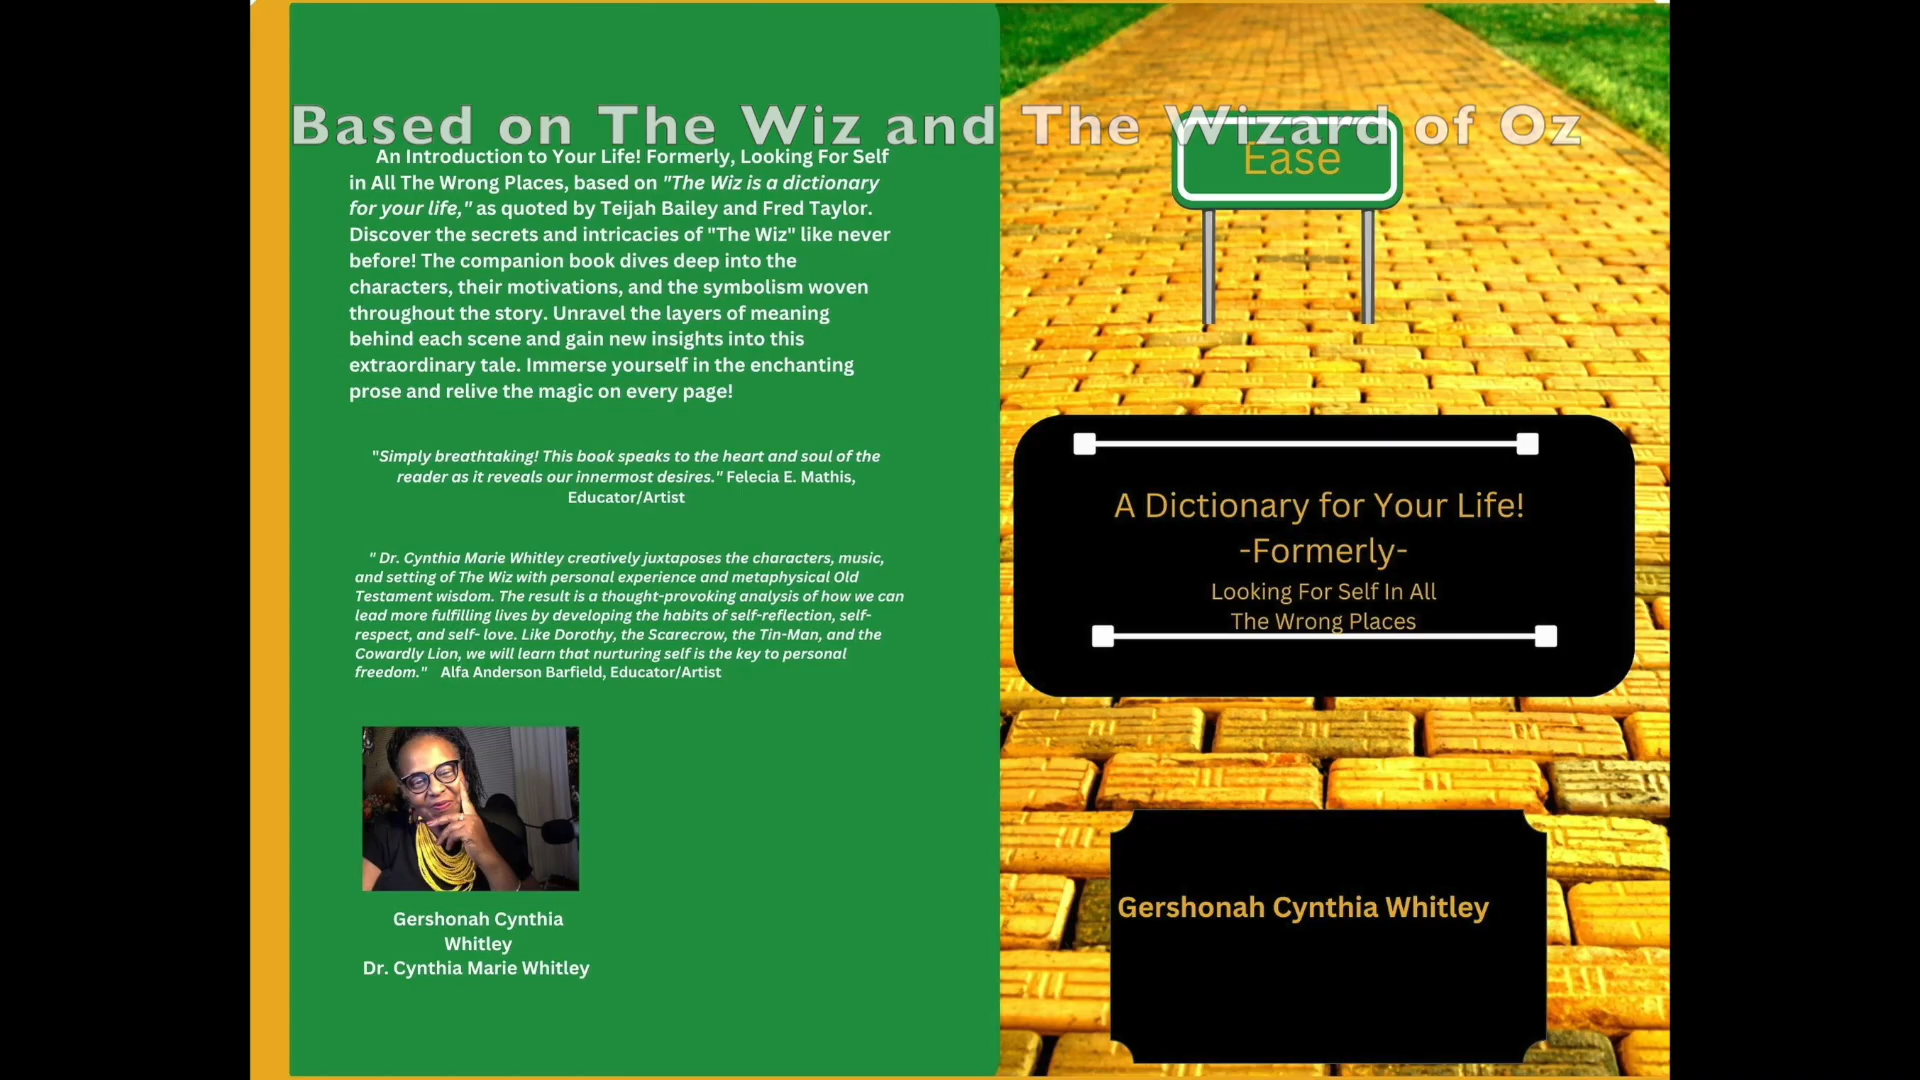 Based on The Wiz and The Wizard of Oz
An Introduction to Your Life! Formerly, Looking For Self
in All The Wrong Places, based on "The Wiz is a dictionary
for your life," as quoted by Teijah Bailey and Fred Taylor.
Discover the secrets and intricacies of "The Wiz" like never
before! The companion book dives deep into the
characters, their motivations, and the symbolism woven
throughout the story. Unravel the layers of meaning
behind each scene and gain new insights into this
extraordinary tale. Immerse yourself in the enchanting
prose and relive the magic on every page!
"Simply breathtaking! This book speaks to the heart and soul of the
reader as it reveals our innermost desires." Felecia E. Mathis,
Educator/Artist
" Dr. Cynthia Marie Whitley creatively juxtaposes the characters, music,
and setting of The Wiz with personal experience and metaphysical Old
Testament wisdom. The result is a thought-provoking analysis of how we can
lead more fulfilling lives by developing the habits of self-reflection, self-
respect, and self- love. Like Dorothy, the Scarecrow, the Tin-Man, and the
Cowardly Lion, we will learn that nurturing self is the key to personal
freedom." Alfa Anderson Barfield, Educator/Artist
Gershonah Cynthia
Whitley
Dr. Cynthia Marie Whitley
Ease
A Dictionary for Your Life!
-Formerly-
Looking For Self In All
The Wrong Places
Gershonah Cynthia Whitley